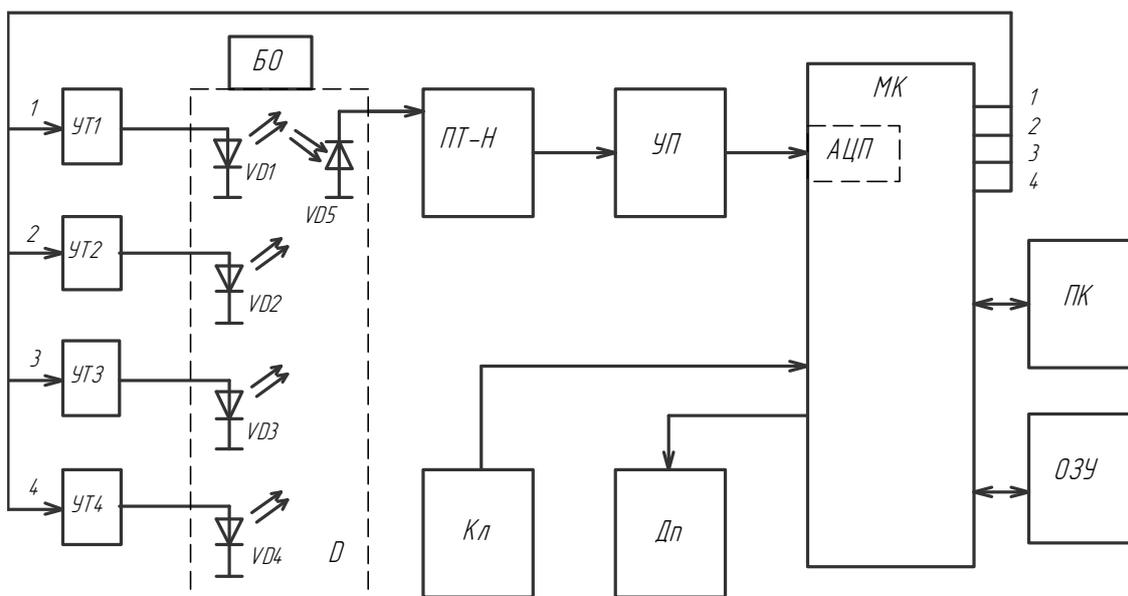 БО
МК
1
УТ1
VD1
VD5
ПТ-Н
УП
АЦП
1
2
3
4
2
УТ2
VD2
ПК
3
УТ3
VD3
4
УТ4
VD4
D
Кл
Дп
ОЗУ